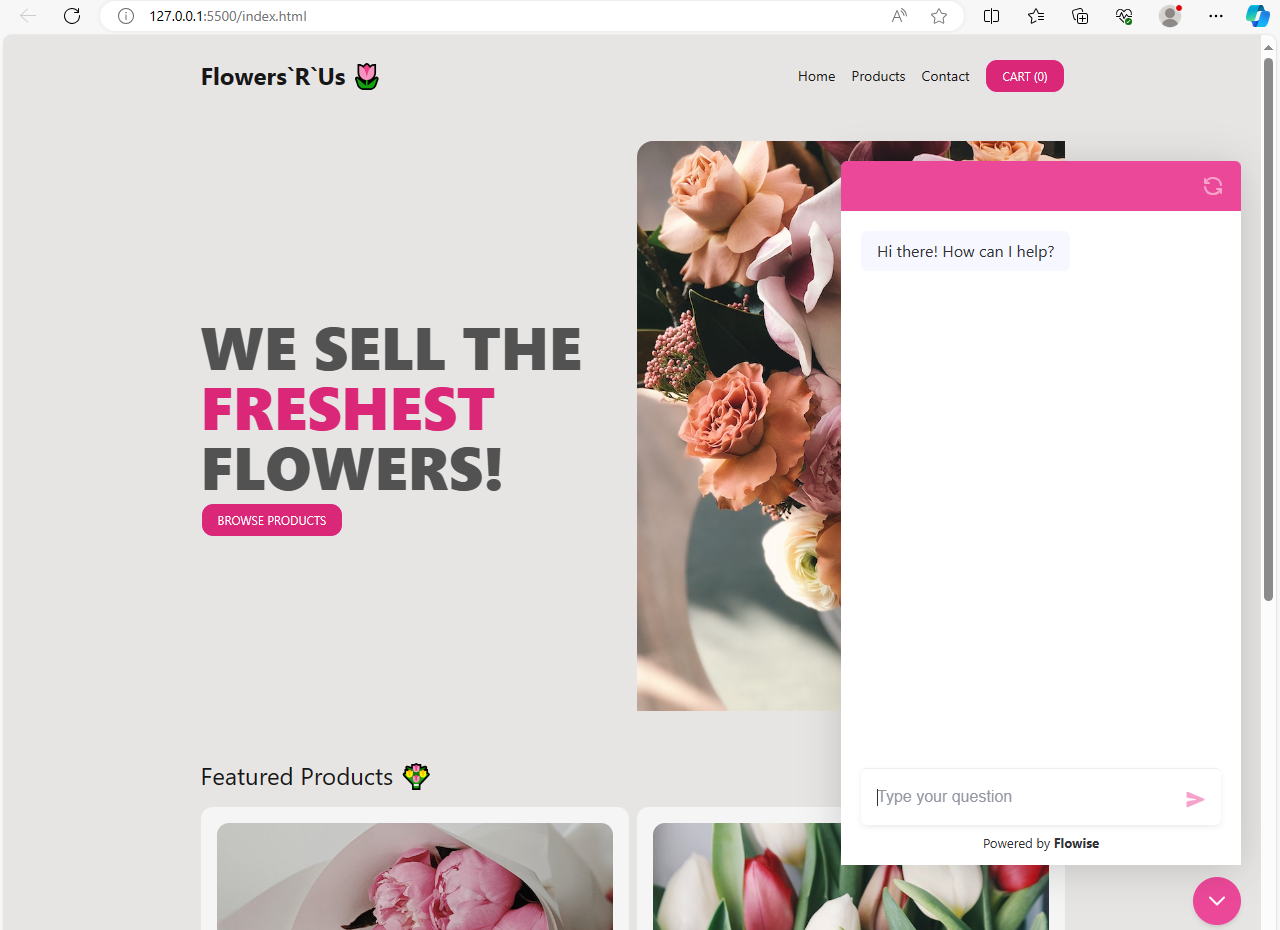 127.0.0.1:5500/index.html
Flowers`R`Us
Home
Products
Contact
CART (0)
WE SELL THE
FRESHEST
FLOWERS!
BROWSE PRODUCTS
Hi there! How can I help?
Type your question
Powered by Flowise
Featured Products